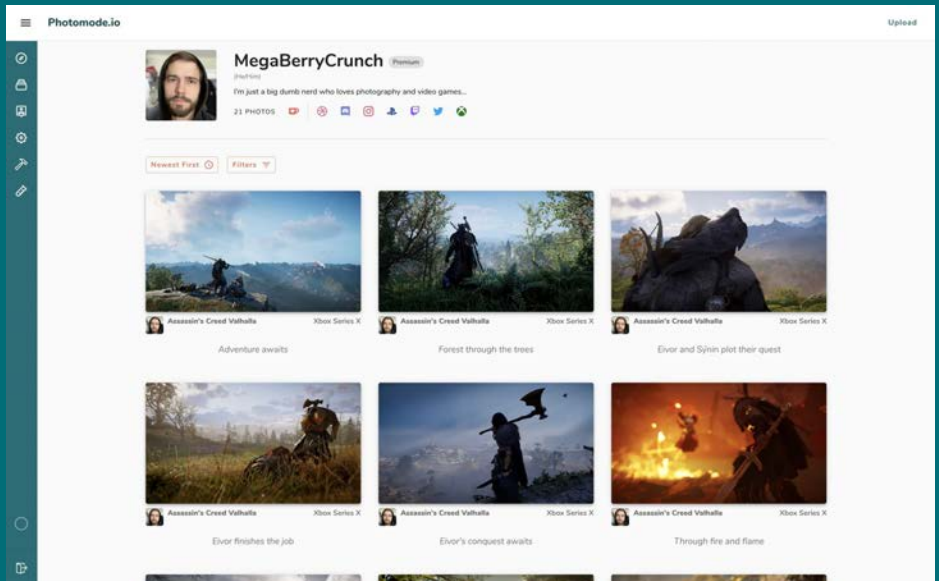 Photomode.io
Upload
MegaBerryCrunch Premium
(He/Him)
I'm just a big dumb nerd who loves photography and video games...
21 PHOTOS
Newest First
Filters
Assassin's Creed Valhalla Xbox Series X
Adventure awaits
Assassin's Creed Valhalla Xbox Series X
Forest through the trees
Assassin's Creed Valhalla Xbox Series X
Eivor and Sýnin plot their quest
Assassin's Creed Valhalla Xbox Series X
Eivor finishes the job
Assassin's Creed Valhalla Xbox Series X
Eivor's conquest awaits
Assassin's Creed Valhalla Xbox Series X
Through fire and flame